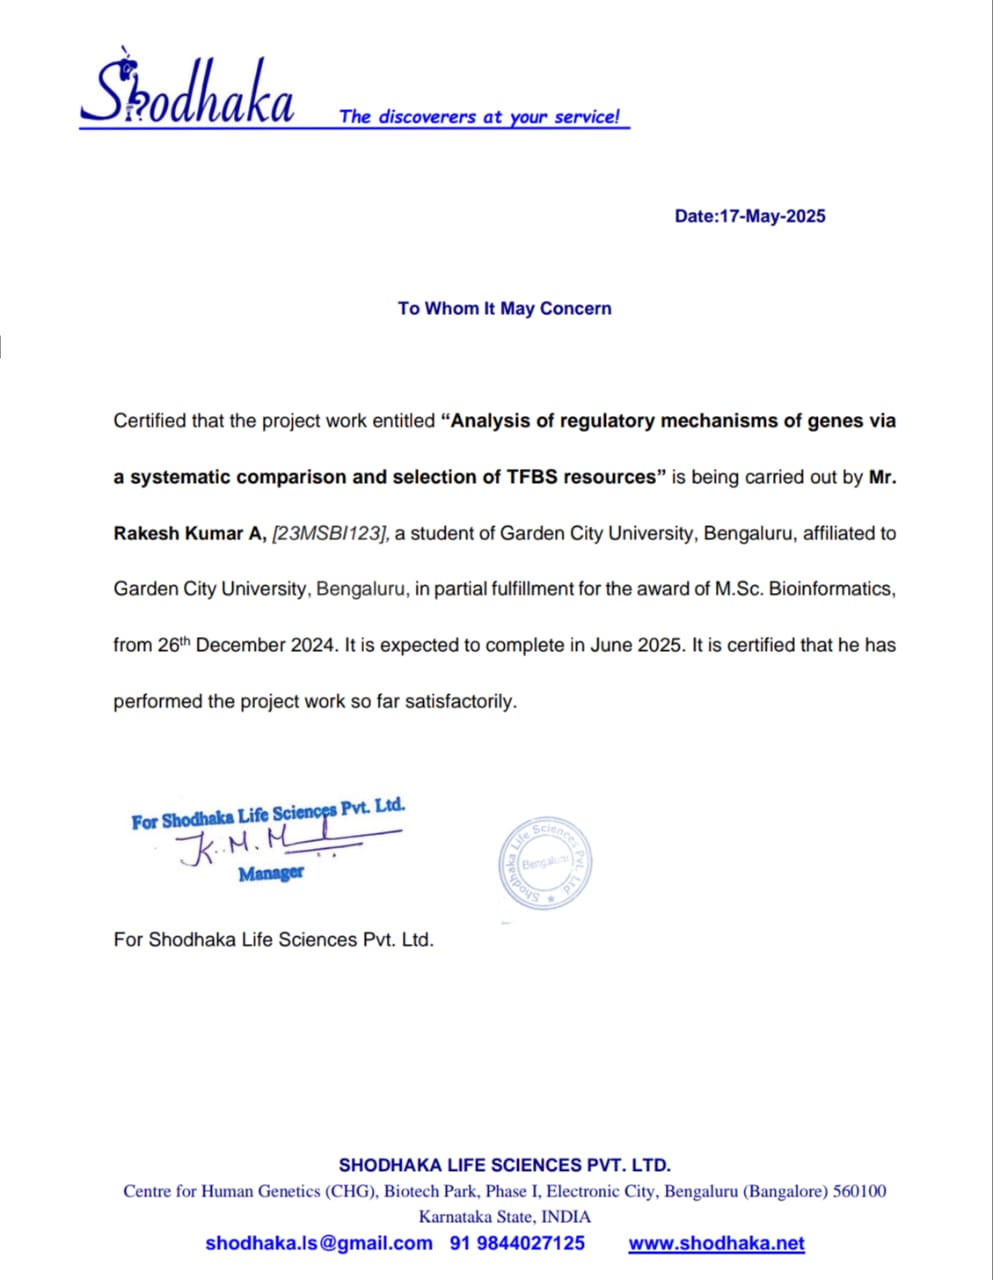 Shodhaka
The discoverers at your service!
Date:17-May-2025
To Whom It May Concern
Certified that the project work entitled “Analysis of regulatory mechanisms of genes via
a systematic comparison and selection of TFBS resources” is being carried out by Mr.
Rakesh Kumar A, [23MSBI123], a student of Garden City University, Bengaluru, affiliated to
Garden City University, Bengaluru, in partial fulfillment for the award of M.Sc. Bioinformatics,
from 26th December 2024. It is expected to complete in June 2025. It is certified that he has
performed the project work so far satisfactorily.
For Shodhaka Life Sciences Pvt. Ltd.
K.M.M
Manager
Shodhaka Life Sciences Pvt. Ltd
Bengaluru
For Shodhaka Life Sciences Pvt. Ltd.
SHODHAKA LIFE SCIENCES PVT. LTD.
Centre for Human Genetics (CHG), Biotech Park, Phase I, Electronic City, Bengaluru (Bangalore) 560100
Karnataka State, INDIA
shodhaka.ls@gmail.com 91 9844027125 www.shodhaka.net